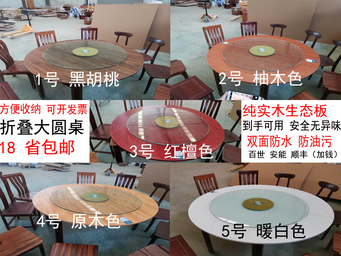 1号 黑胡桃
2号 柚木色
方便收纳 可开发票
折叠大圆桌
18 省包邮
3号 红檀色
纯实木生态板
到手可用 安全无异味
双面防水 防油污
百世 安能 顺丰（加钱）
4号 原木色
5号 暖白色